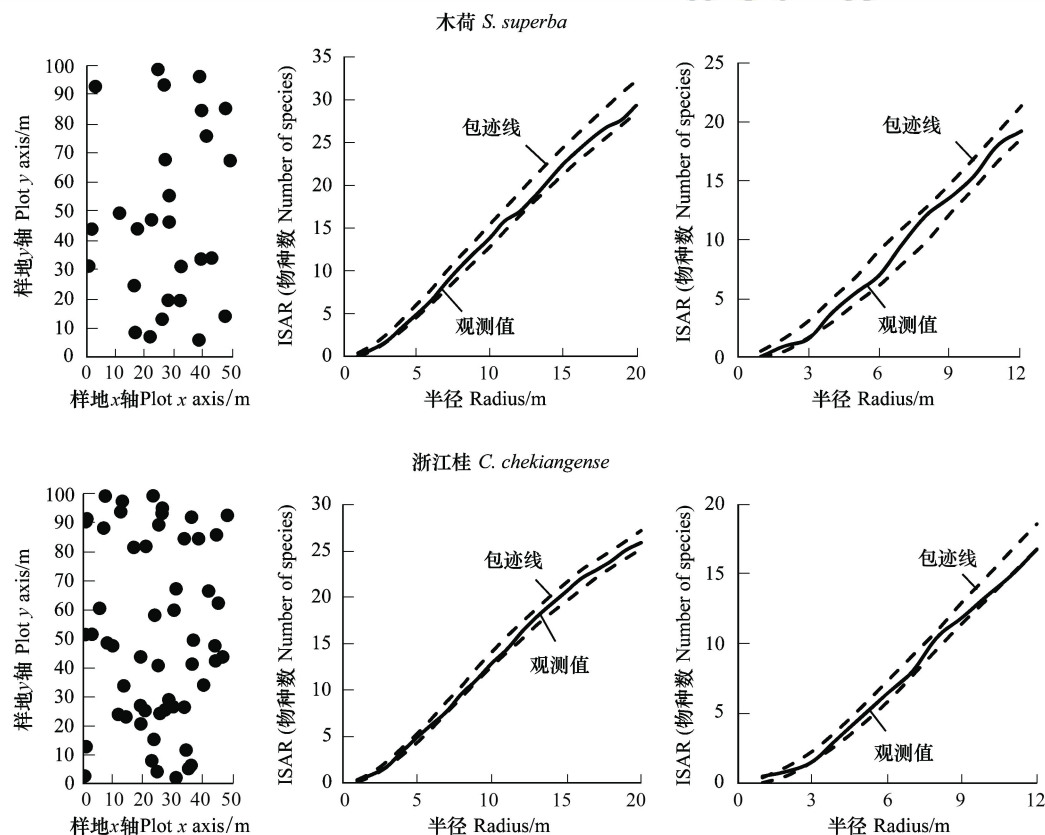 木荷 S. superba
样地y轴 Plot y axis/m
100
90
80
70
60
50
40
30
20
10
0
0 10 20 30 40 50
样地x轴Plot x axis/m
ISAR (物种数 Number of species)
35
30
25
20
15
10
5
0
包迹线
观测值
0 5 10 15 20
半径 Radius/m
ISAR (物种数 Number of species)
25
20
15
10
5
0
包迹线
观测值
0 3 6 9 12
半径 Radius/m
浙江桂 C. chekiangense
样地y轴 Plot y axis/m
100
90
80
70
60
50
40
30
20
10
0
0 10 20 30 40 50
样地x轴Plot x axis/m
ISAR (物种数 Number of species)
30
25
20
15
10
5
0
包迹线
观测值
0 5 10 15 20
半径 Radius/m
ISAR (物种数 Number of species)
20
15
10
5
0
包迹线
观测值
0 3 6 9 12
半径 Radius/m